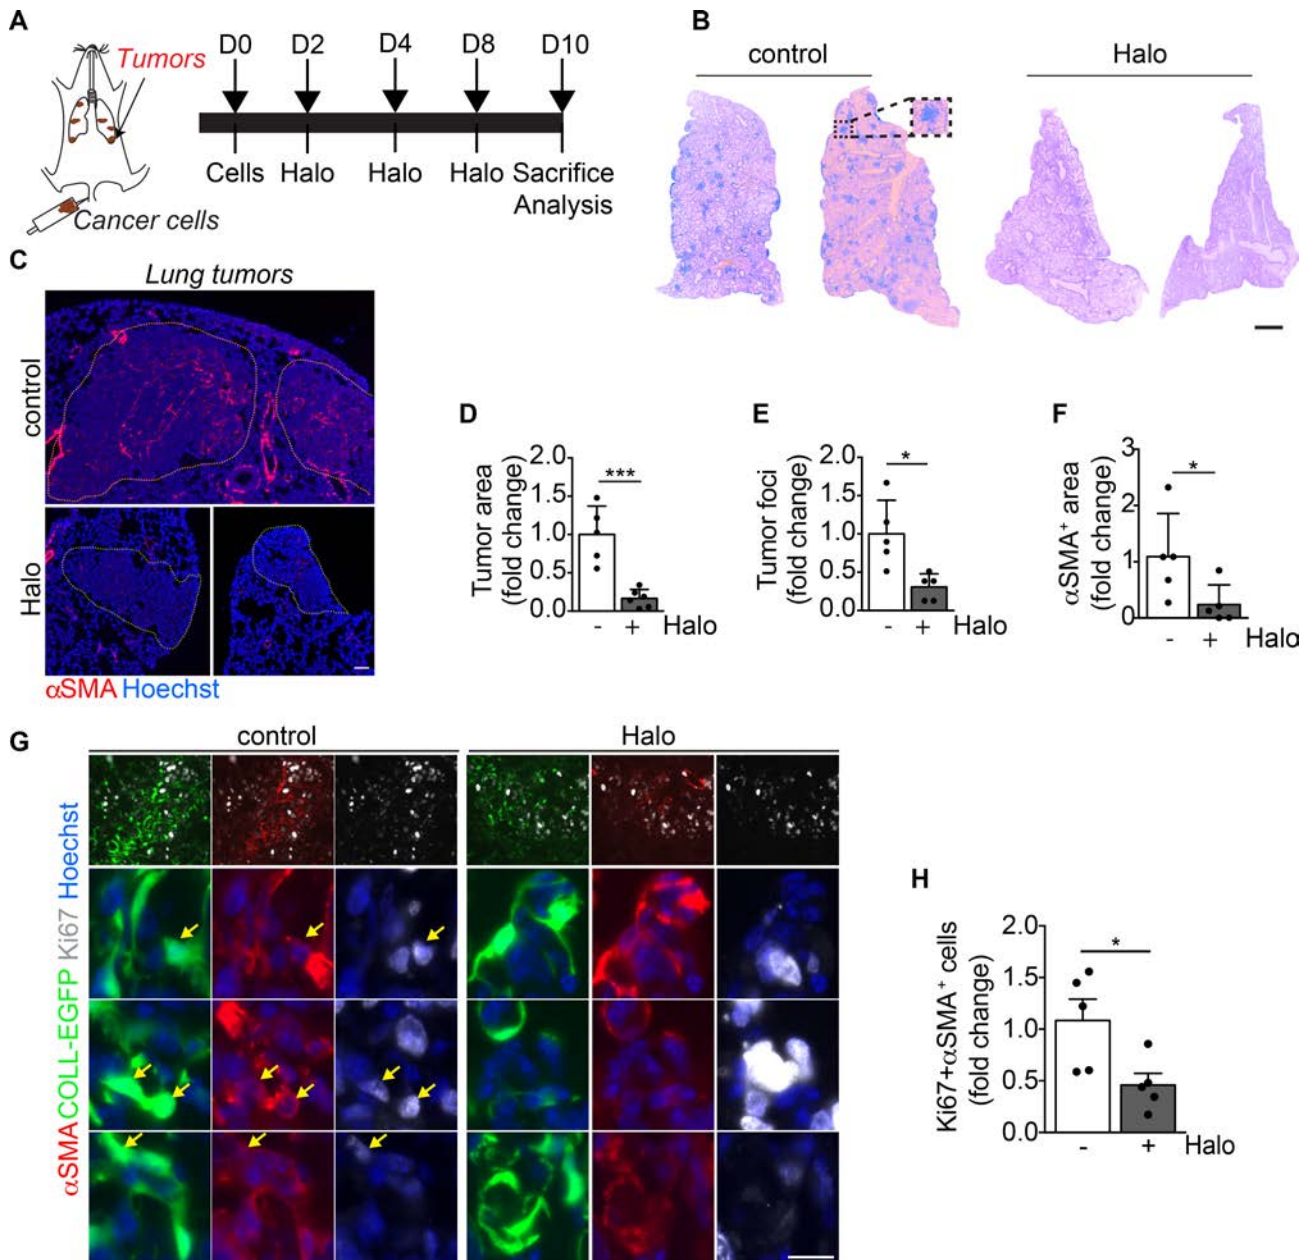 A
Tumors
Cancer cells
D0 D2 D4 D8 D10
Cells Halo Halo Halo Sacrifice
Analysis
B
control Halo
C
Lung tumors
control
Halo
αSMA Hoechst
D
Tumor area
(fold change)
2.0
1.5
1.0
0.5
0.0
***
- + Halo
E
Tumor foci
(fold change)
2.0
1.5
1.0
0.5
0.0
*
- + Halo
F
αSMA⁺ area
(fold change)
3
2
1
0
*
- + Halo
G
control Halo
αSMA COLL-EGFP Ki67 Hoechst
H
Ki67+αSMA⁺ cells
(fold change)
2.0
1.5
1.0
0.5
0.0
*
- + Halo